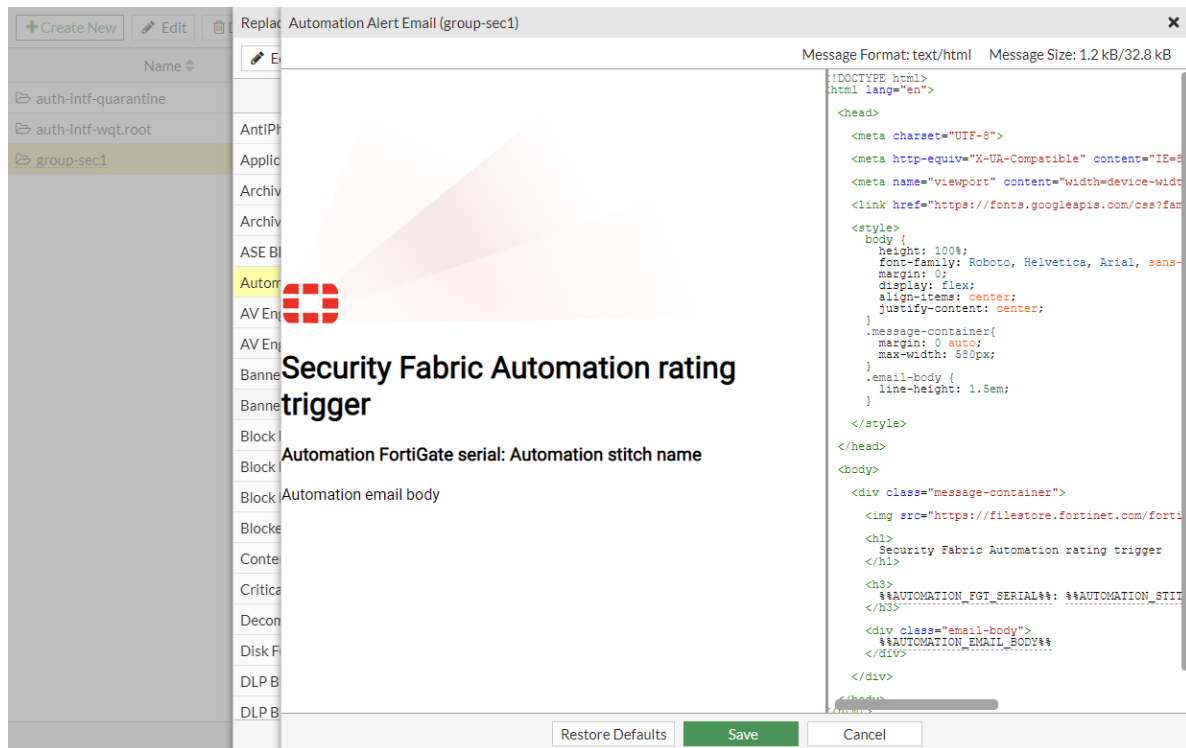 +Create New
Edit
Replac
Automation Alert Email (group-sec1)
Message Format: text/html Message Size: 1.2 kB/32.8 kB
Name
auth-intf-quarantine
auth-intf-wqt.root
group-sec1
AntiPh
Applic
Archiv
Archiv
ASE Bl
Autom
AV Eng
AV Eng
Banne
Banne
Block
Block
Block
Blocke
Conte
Critica
Decom
Disk F
DLP B
DLP B
Security Fabric Automation rating
trigger
Automation FortiGate serial: Automation stitch name
Automation email body
!DOCTYPE html>
html lang="en">
<head>
<meta charset="UTF-8">
<meta http-equiv="X-UA-Compatible" content="IE=8
<meta name="viewport" content="width=device-widt
<link href="https://fonts.googleapis.com/css?fam
<style>
body {
height: 100%;
font-family: Roboto, Helvetica, Arial, sans-
margin: 0;
display: flex;
align-items: center;
justify-content: center;
}
.message-container{
margin: 0 auto;
max-width: 580px;
}
.email-body {
line-height: 1.5em;
}
</style>
</head>
<body>
<div class="message-container">
<img src="https://filestore.fortinet.com/forti
<h1>
Security Fabric Automation rating trigger
</h1>
<h3>
%%AUTOMATION_FGT_SERIAL%%: %%AUTOMATION_STIT
</h3>
<div class="email-body">
%%AUTOMATION_EMAIL_BODY%%
</div>
</div>
Restore Defaults
Save
Cancel